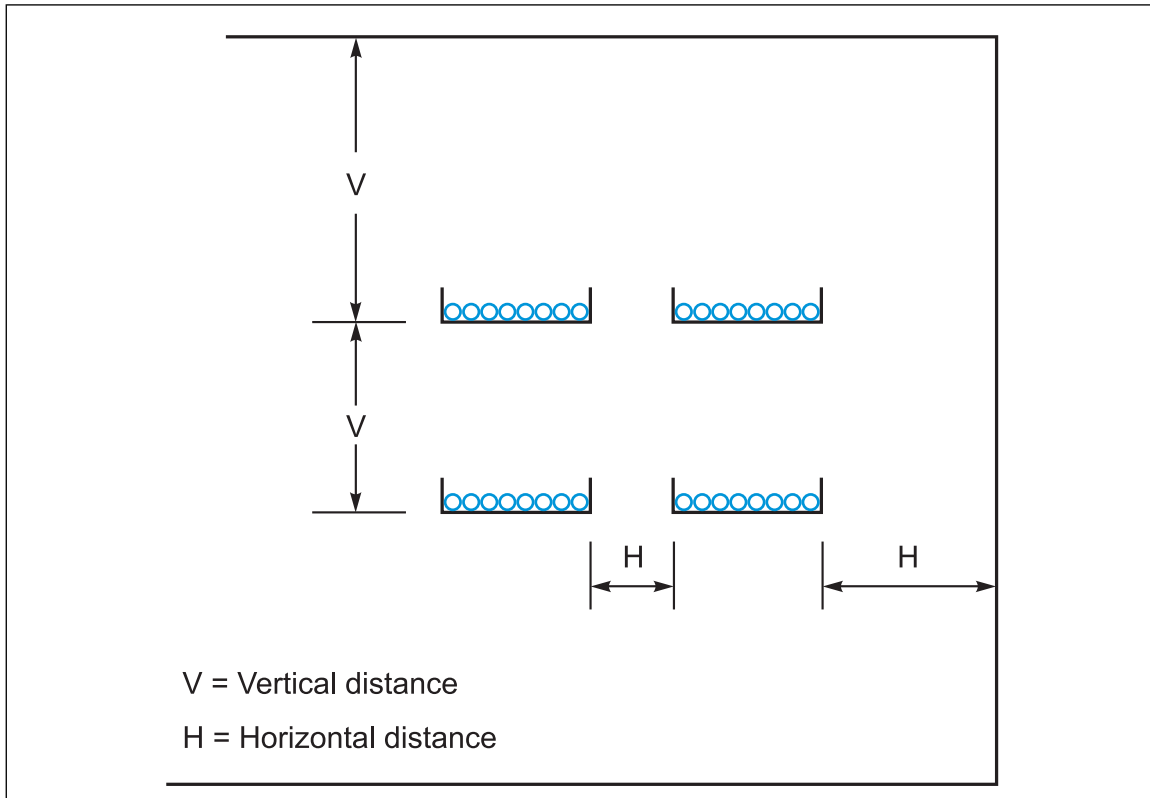 V
V
H
H
V = Vertical distance
H = Horizontal distance